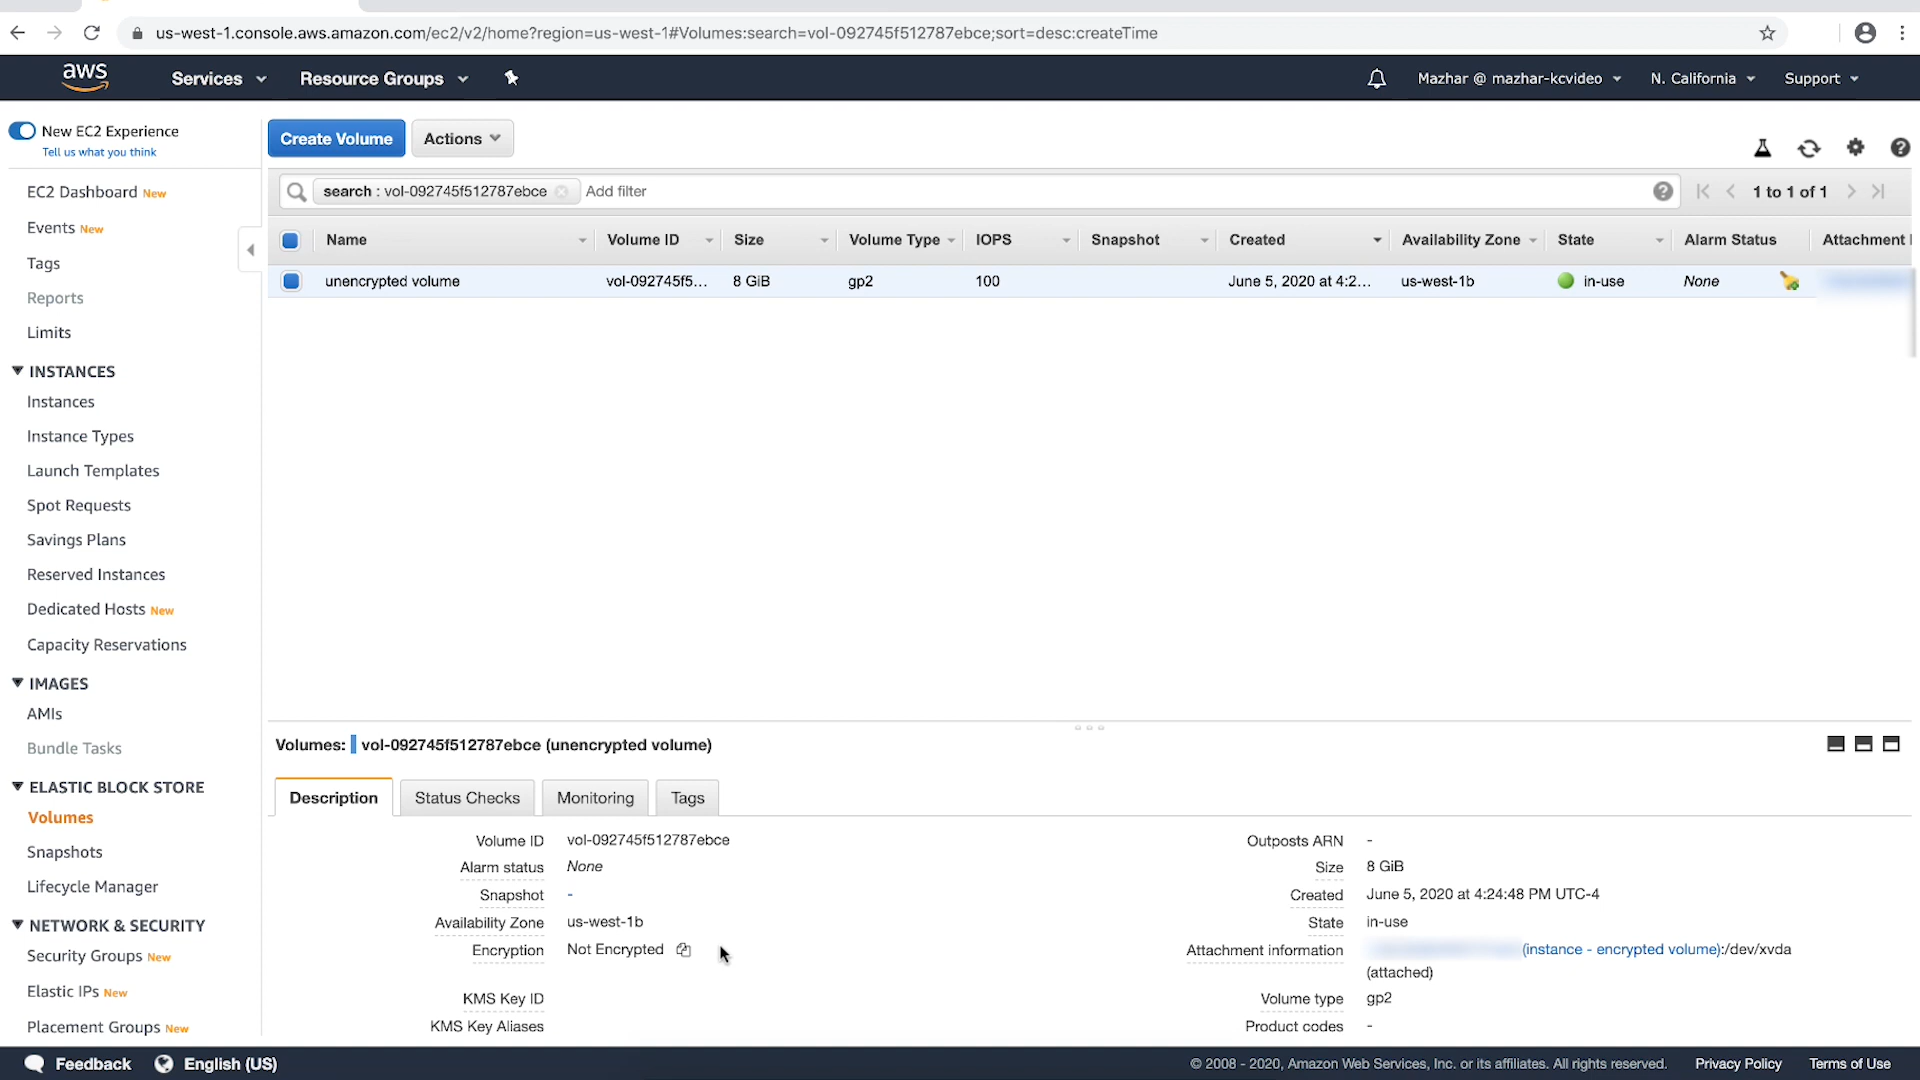 us-west-1.console.aws.amazon.com/ec2/v2/home?region=us-west-1#Volumes:search=vol-092745f512787ebce;sort=desc:createTime
aws Services Resource Groups Mazhar @ mazhar-kcvideo N. California Support
New EC2 Experience
Tell us what you think
EC2 Dashboard New
Events New
Tags
Reports
Limits
INSTANCES
Instances
Instance Types
Launch Templates
Spot Requests
Savings Plans
Reserved Instances
Dedicated Hosts New
Capacity Reservations
IMAGES
AMIs
Bundle Tasks
ELASTIC BLOCK STORE
Volumes
Snapshots
Lifecycle Manager
NETWORK & SECURITY
Security Groups New
Elastic IPs New
Placement Groups New
Create Volume Actions
search : vol-092745f512787ebce Add filter 1 to 1 of 1
Name Volume ID Size Volume Type IOPS Snapshot Created Availability Zone State Alarm Status Attachment
unencrypted volume vol-092745f5... 8 GiB gp2 100 June 5, 2020 at 4:2... us-west-1b in-use None
Volumes: vol-092745f512787ebce (unencrypted volume)
Description Status Checks Monitoring Tags
Volume ID vol-092745f512787ebce
Alarm status None
Snapshot -
Availability Zone us-west-1b
Encryption Not Encrypted
KMS Key ID
KMS Key Aliases
Outposts ARN -
Size 8 GiB
Created June 5, 2020 at 4:24:48 PM UTC-4
State in-use
Attachment information (instance - encrypted volume):/dev/xvda
(attached)
Volume type gp2
Product codes -
Feedback English (US) © 2008 - 2020, Amazon Web Services, Inc. or its affiliates. All rights reserved. Privacy Policy Terms of Use